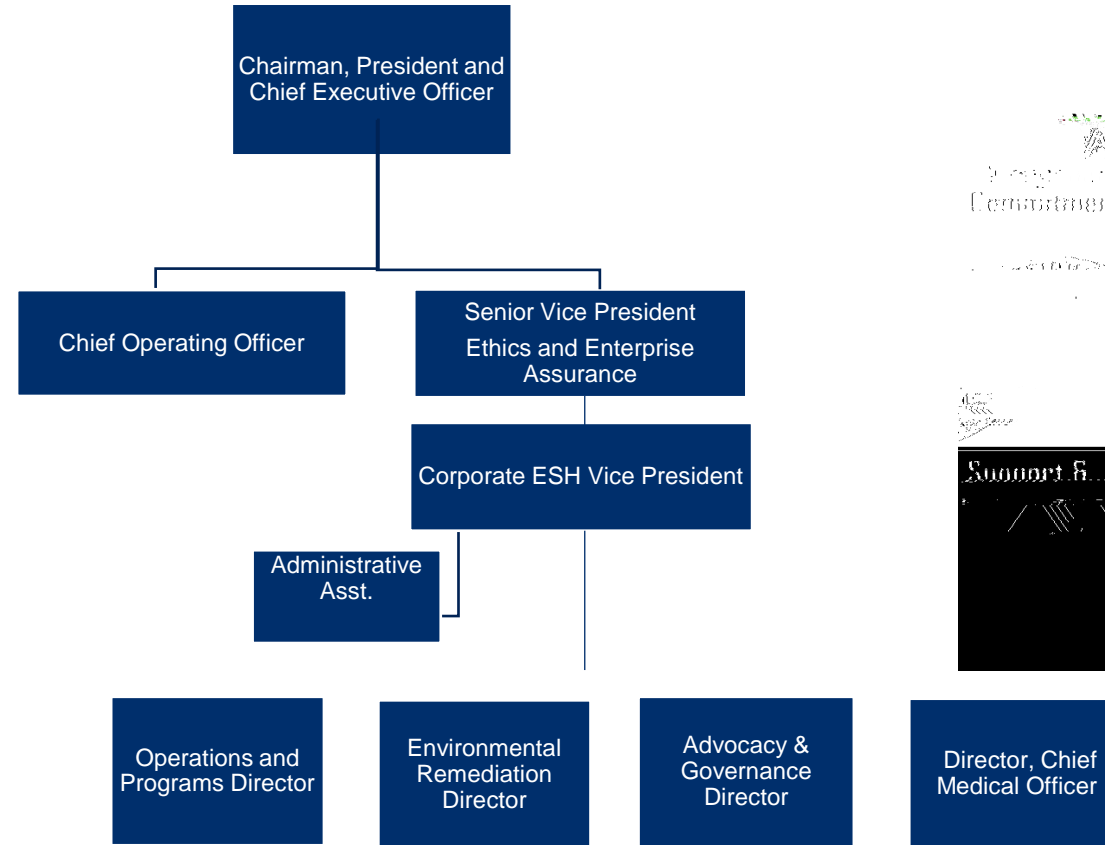 Chairman, President and
Chief Executive Officer
Chief Operating Officer
Senior Vice President
Ethics and Enterprise
Assurance
Corporate ESH Vice President
Administrative
Asst.
Operations and
Programs Director
Environmental
Remediation
Director
Advocacy &
Governance
Director
Director, Chief
Medical Officer
Support &